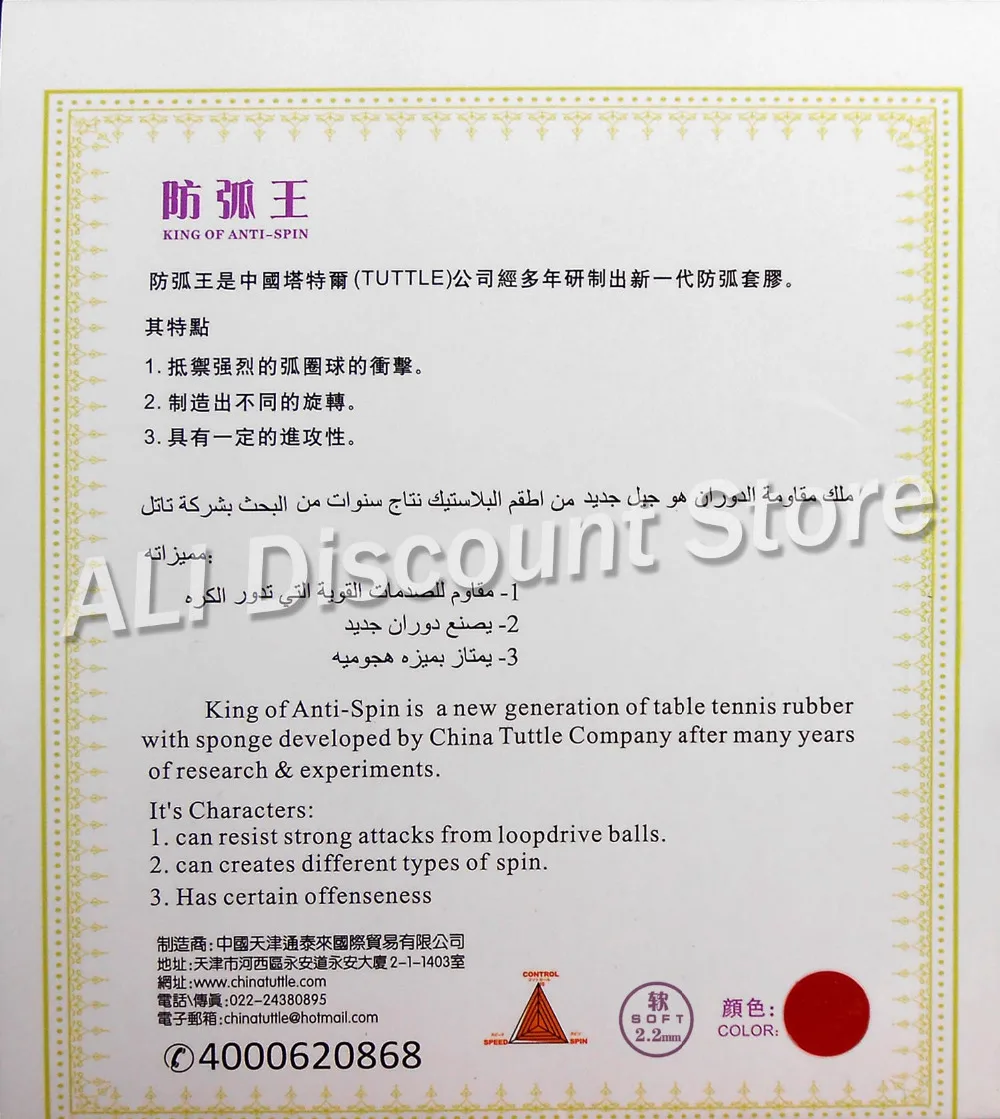 防弧王
KING OF ANTI-SPIN
防弧王是中國塔特爾(TUTTLE)公司經多年研制出新一代防弧套膠。
其特點
1. 抵禦强烈的弧圈球的衝擊。
2. 制造出不同的旋轉。
3. 具有一定的進攻性。
ملك مقاومة الدوران هو جيل جديد من اطقم البلاستيك نتاج سنوات من البحث بشركة تاتل
مميزاته:
1- مقاوم للصدمات القوية التي تدور الكره
2- يصنع دوران جديد
3- يمتاز بميزه هجوميه
ALI Discount Store
King of Anti-Spin is a new generation of table tennis rubber
with sponge developed by China Tuttle Company after many years
of research & experiments.
It's Characters:
1. can resist strong attacks from loopdrive balls.
2. can creates different types of spin.
3. Has certain offenseness
制造商:中國天津通泰來國際貿易有限公司
地址:天津市河西區永安道永安大廈2-1-1403室
網址:www.chinatuttle.com
電話\傳眞:022-24380895
電子郵箱:chinatuttle@hotmail.com
✆4000620868
CONTROL
SPEED
SPIN
软
SOFT
2.2mm
顔色:
COLOR: